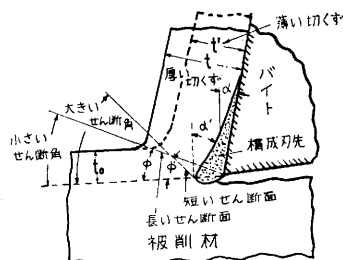 薄い切くず
t'
t
厚い切くず
α
バイト
大きいせん断角
小さいせん断角
α'
構成刃先
t₀
φ
φ'
短いせん断面
長いせん断面
被削材